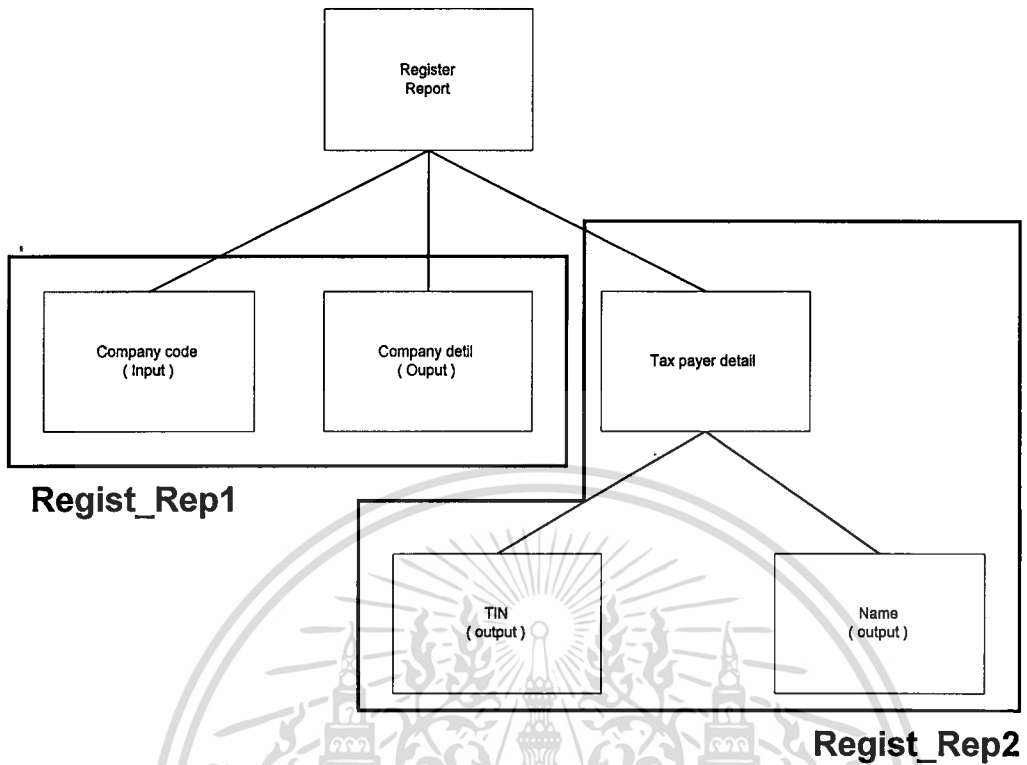 Register
Report
Company code
( Input )
Company detil
( Ouput )
Tax payer detail
Regist_Rep1
TIN
( output )
Name
( output )
Regist_Rep2